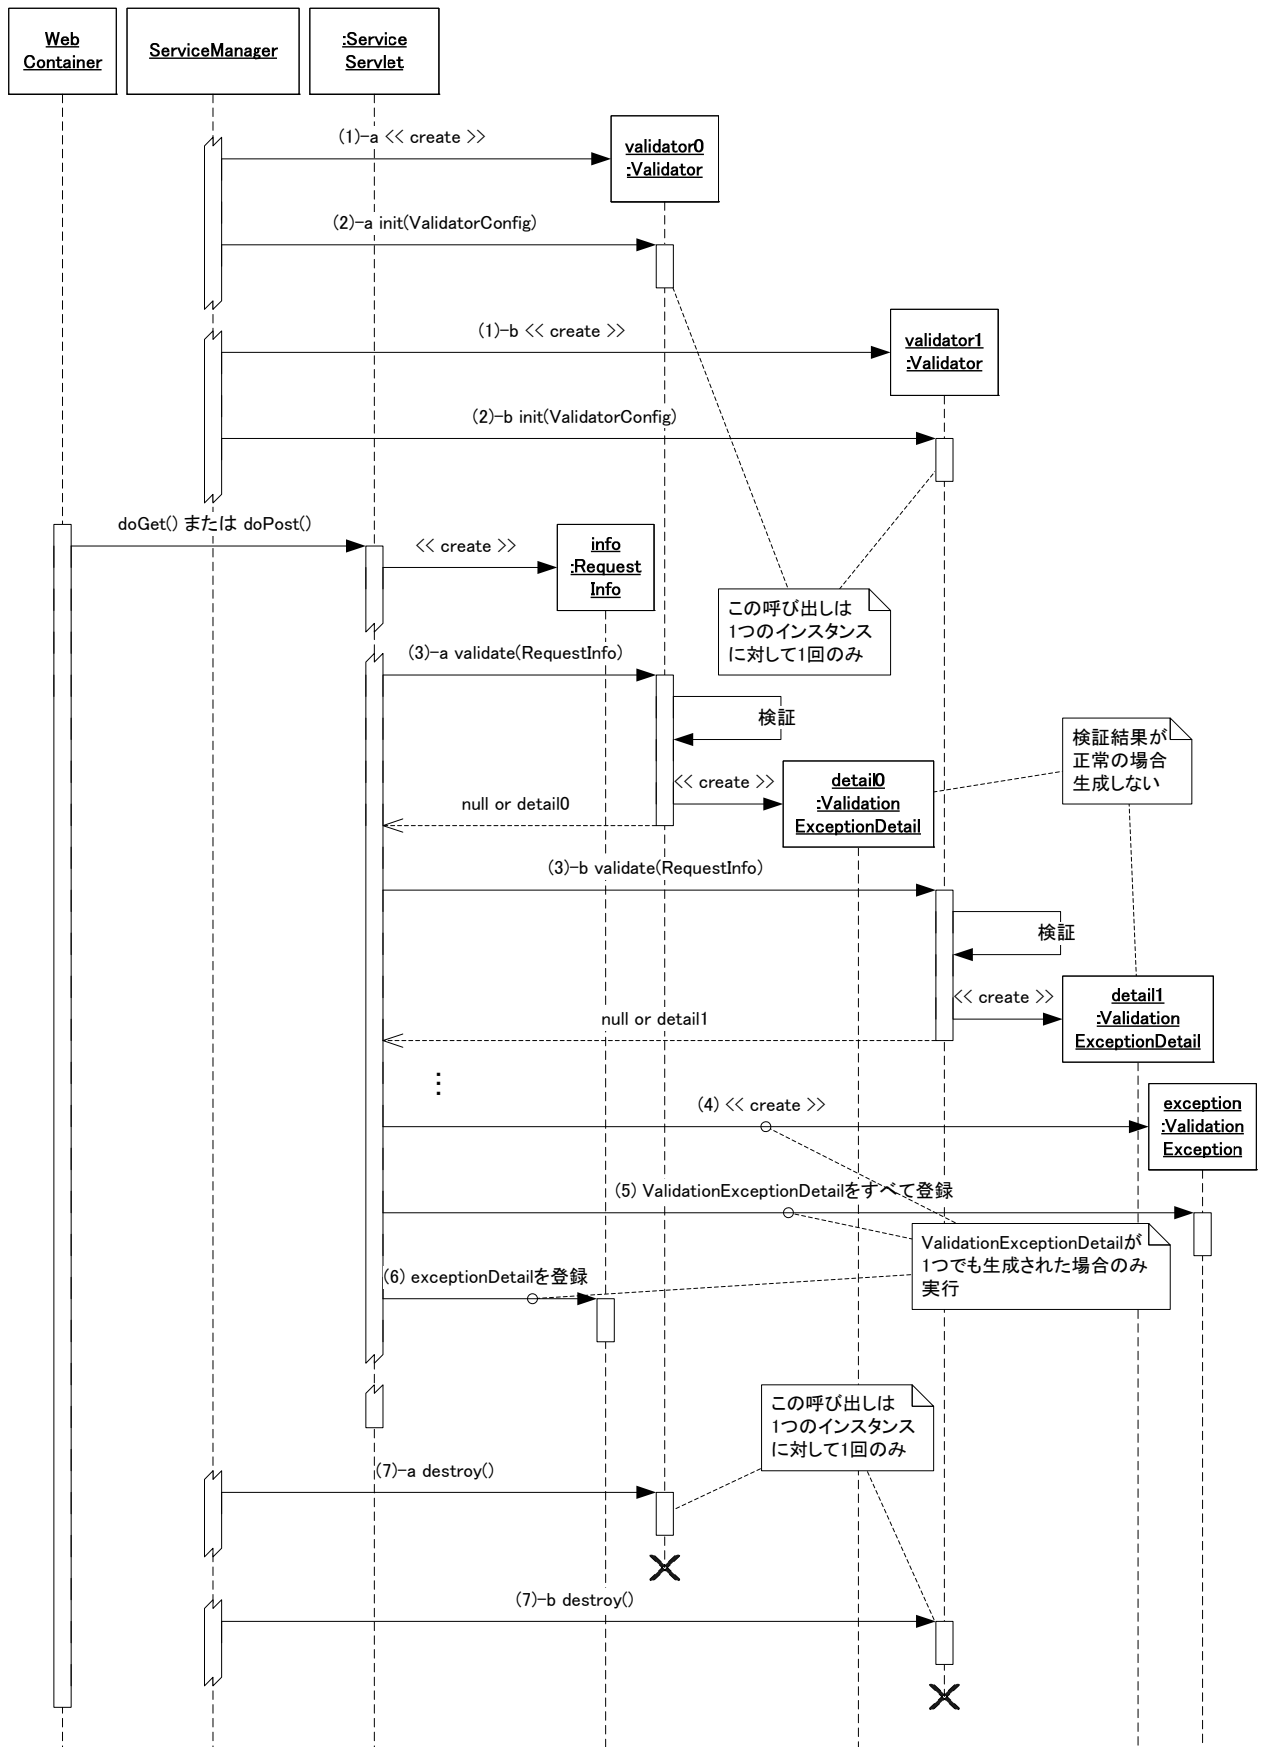 Web
Container
ServiceManager
:Service
Servlet
(1)-a << create >>
validator0
:Validator
(2)-a init(ValidatorConfig)
(1)-b << create >>
validator1
:Validator
(2)-b init(ValidatorConfig)
doGet() または doPost()
<< create >>
info
:Request
Info
この呼び出しは
1つのインスタンス
に対して1回のみ
(3)-a validate(RequestInfo)
検証
検証結果が
正常の場合
生成しない
<< create >>
detail0
:Validation
ExceptionDetail
null or detail0
(3)-b validate(RequestInfo)
検証
<< create >>
detail1
:Validation
ExceptionDetail
null or detail1
⋮
(4) << create >>
exception
:Validation
Exception
(5) ValidationExceptionDetailをすべて登録
ValidationExceptionDetailが
1つでも生成された場合のみ
実行
(6) exceptionDetailを登録
この呼び出しは
1つのインスタンス
に対して1回のみ
(7)-a destroy()
(7)-b destroy()